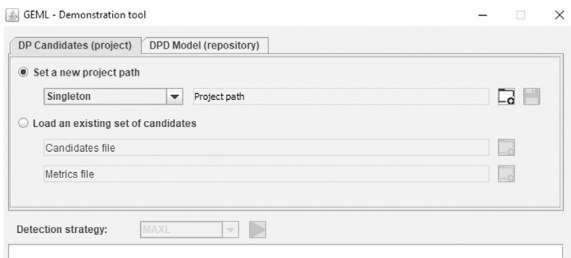 GEML - Demonstration tool
DP Candidates (project) DPD Model (repository)
Set a new project path
Singleton Project path
Load an existing set of candidates
Candidates file
Metrics file
Detection strategy: MAXL